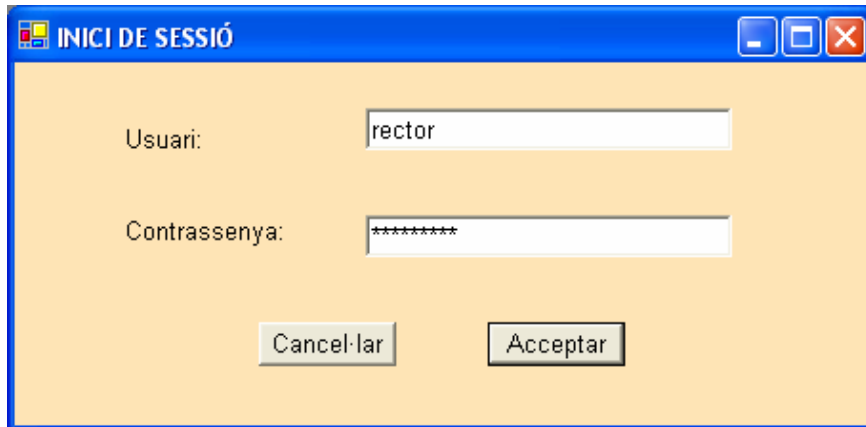 INICI DE SESSIÓ
Usuari: rector
Contrassenya: *********
Cancel·lar Acceptar